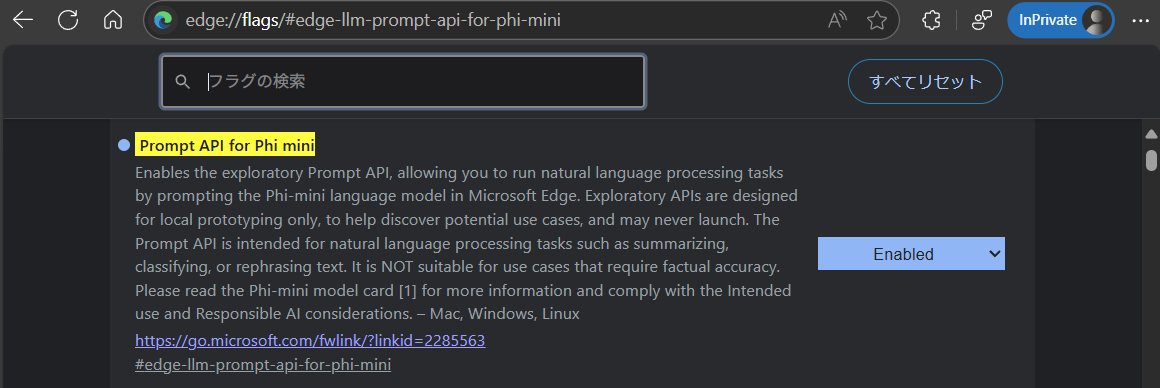 edge://flags/#edge-llm-prompt-api-for-phi-mini
InPrivate
フラグの検索
すべてリセット
Prompt API for Phi mini
Enables the exploratory Prompt API, allowing you to run natural language processing tasks
by prompting the Phi-mini language model in Microsoft Edge. Exploratory APIs are designed
for local prototyping only, to help discover potential use cases, and may never launch. The
Prompt API is intended for natural language processing tasks such as summarizing,
classifying, or rephrasing text. It is NOT suitable for use cases that require factual accuracy.
Please read the Phi-mini model card [1] for more information and comply with the Intended
use and Responsible AI considerations. – Mac, Windows, Linux
https://go.microsoft.com/fwlink/?linkid=2285563
#edge-llm-prompt-api-for-phi-mini
Enabled